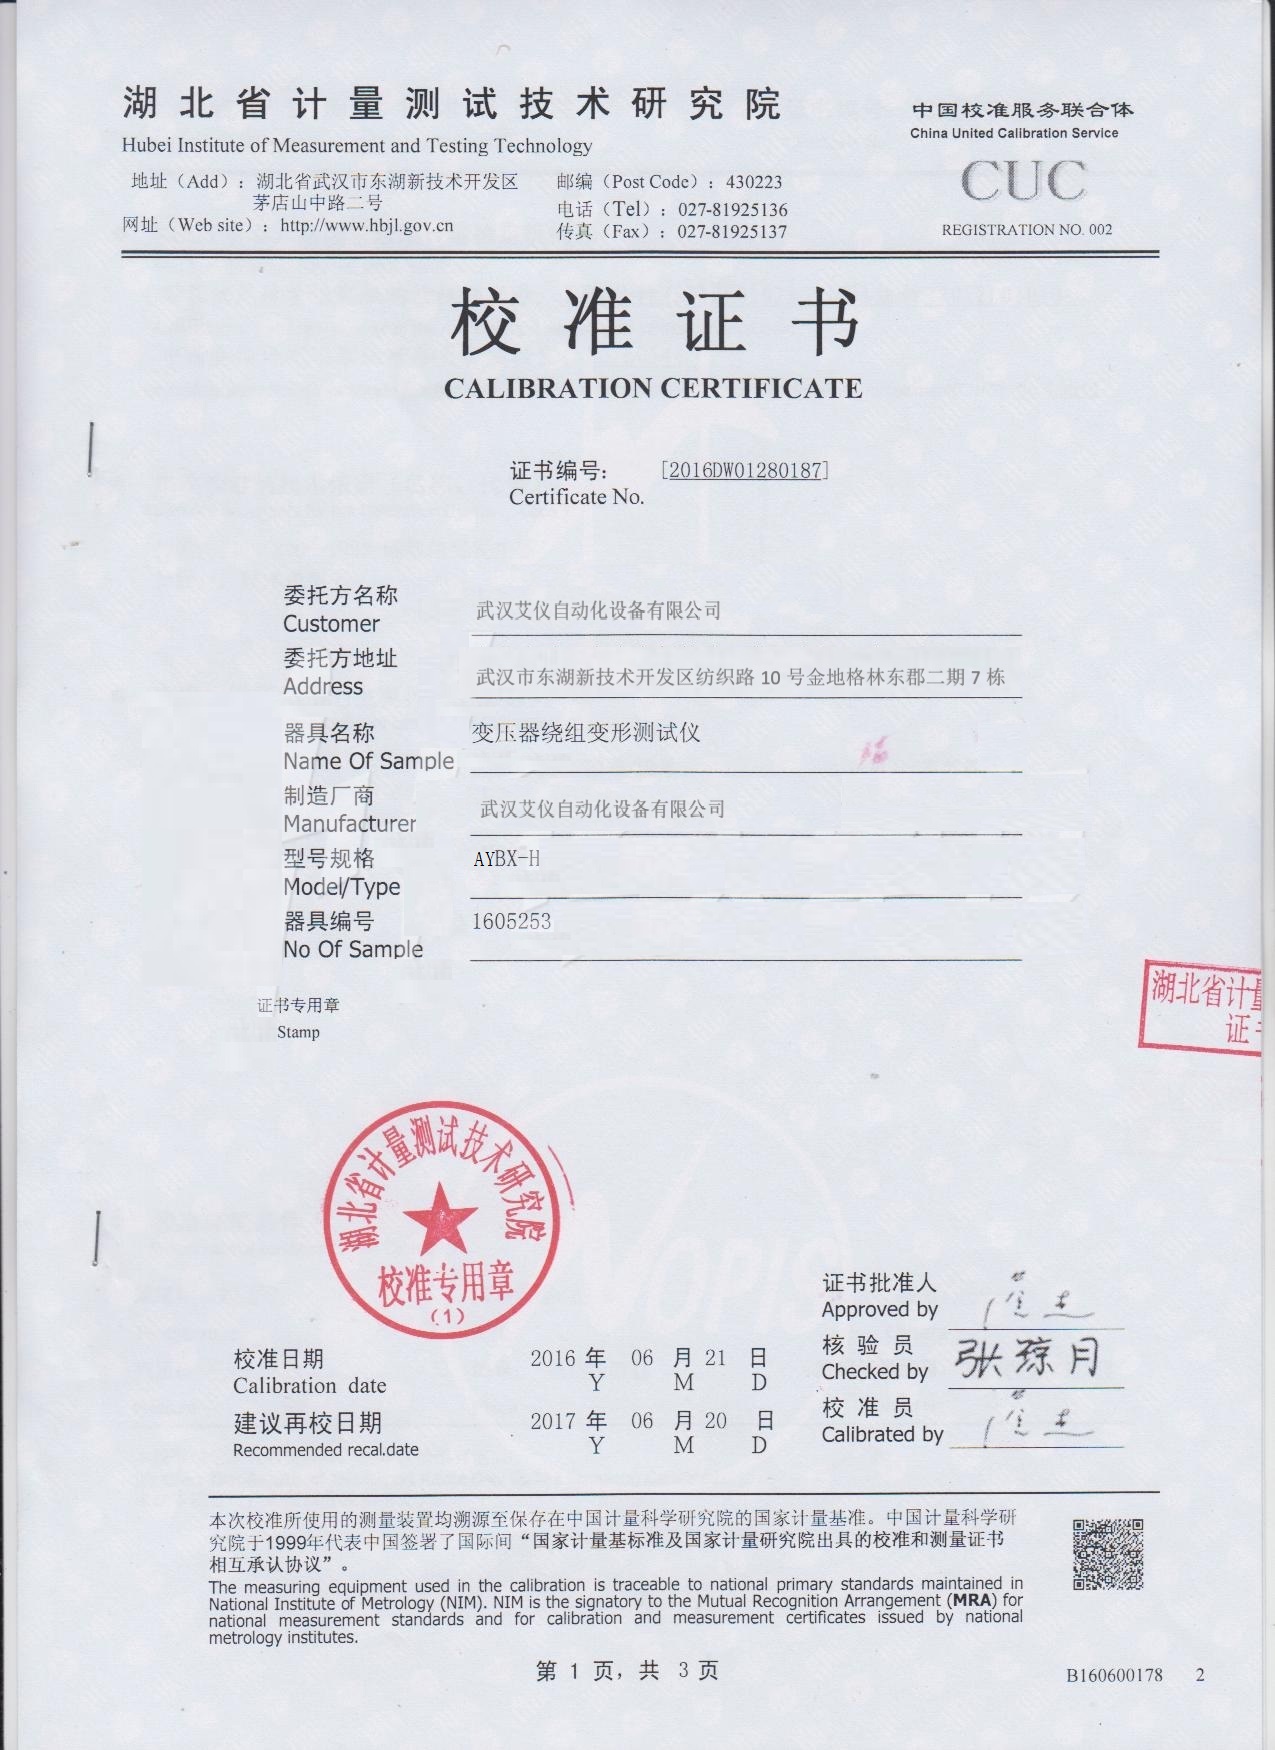 湖北省计量测试技术研究院
Hubei Institute of Measurement and Testing Technology
地址（Add）：湖北省武汉市东湖新技术开发区
茅店山中路二号
网址（Web site）：http://www.hbjl.gov.cn
邮编（Post Code）：430223
电话（Tel）：027-81925136
传真（Fax）：027-81925137
中国校准服务联合体
China United Calibration Service
CUC
REGISTRATION NO. 002
校准证书
CALIBRATION CERTIFICATE
证书编号： [2016DW01280187]
Certificate No.
委托方名称 武汉艾仪自动化设备有限公司
Customer
委托方地址 武汉市东湖新技术开发区纺织路 10 号金地格林东郡二期 7 栋
Address
器具名称 变压器绕组变形测试仪
Name Of Sample
制造厂商 武汉艾仪自动化设备有限公司
Manufacturer
型号规格 AYBX-H
Model/Type
器具编号 1605253
No Of Sample
证书专用章
Stamp
湖北省计量
证书
湖北省计量测试技术研究院
校准专用章
(1)
证书批准人
Approved by
核验员 张琼月
Checked by
校准员
Calibrated by
校准日期 2016 年 06 月 21 日
Calibration date Y M D
建议再校日期 2017 年 06 月 20 日
Recommended recal.date Y M D
本次校准所使用的测量装置均溯源至保存在中国计量科学研究院的国家计量基准。中国计量科学研
究院于1999年代表中国签署了国际间“国家计量基标准及国家计量研究院出具的校准和测量证书
相互承认协议”。
The measuring equipment used in the calibration is traceable to national primary standards maintained in
National Institute of Metrology (NIM). NIM is the signatory to the Mutual Recognition Arrangement (MRA) for
national measurement standards and for calibration and measurement certificates issued by national
metrology institutes.
第 1 页，共 3 页
B160600178 2